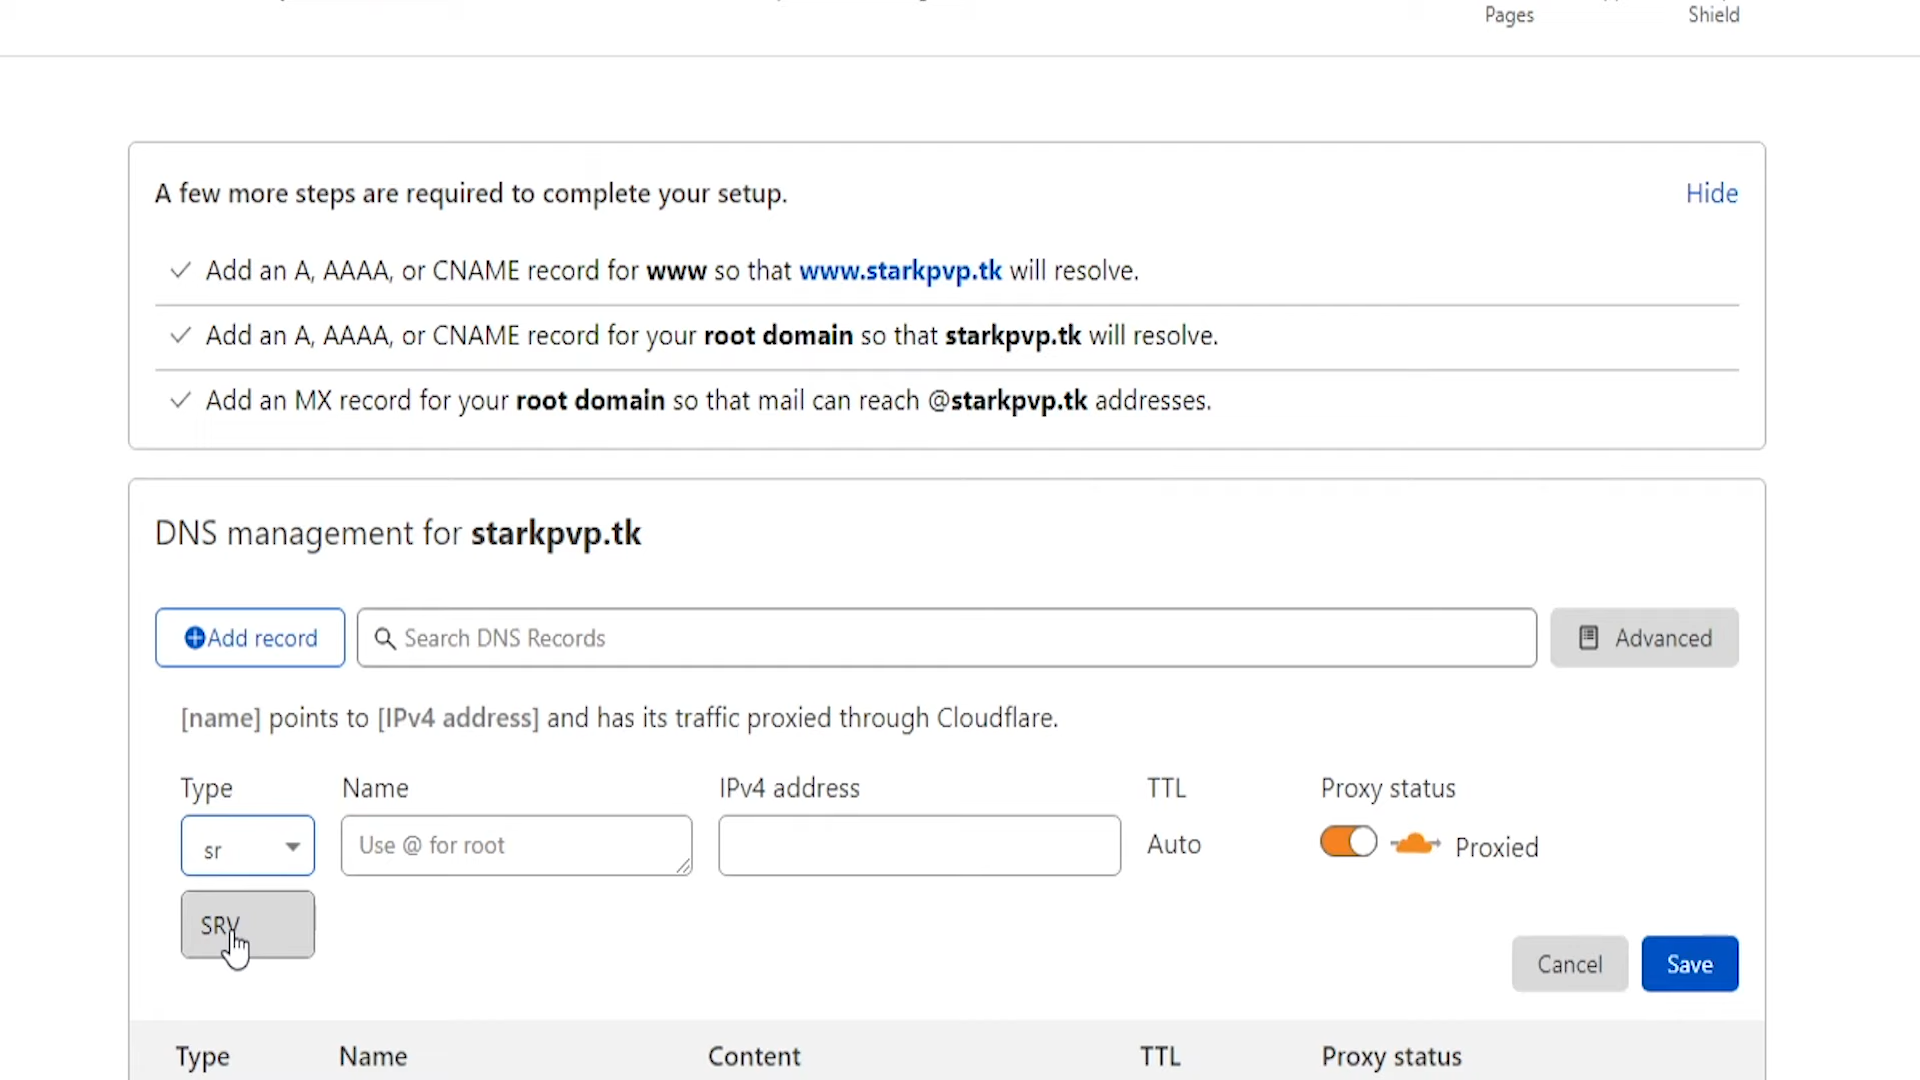 Pages
Shield
A few more steps are required to complete your setup.
Hide
Add an A, AAAA, or CNAME record for www so that www.starkpvp.tk will resolve.
Add an A, AAAA, or CNAME record for your root domain so that starkpvp.tk will resolve.
Add an MX record for your root domain so that mail can reach @starkpvp.tk addresses.
DNS management for starkpvp.tk
Add record
Search DNS Records
Advanced
[name] points to [IPv4 address] and has its traffic proxied through Cloudflare.
Type Name IPv4 address TTL Proxy status
sr Use @ for root Auto Proxied
SRV
Cancel Save
Type Name Content TTL Proxy status